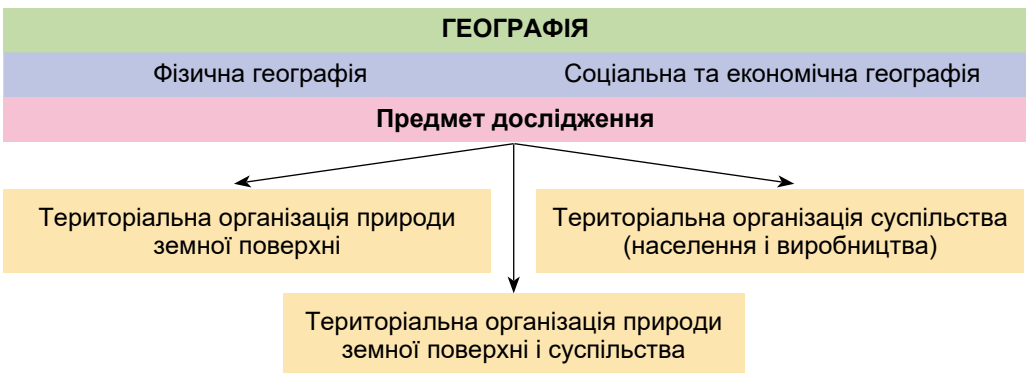 ГЕОГРАФІЯ
Фізична географія
Соціальна та економічна географія
Предмет дослідження
Територіальна організація природи
земної поверхні
Територіальна організація суспільства
(населення і виробництва)
Територіальна організація природи
земної поверхні і суспільства